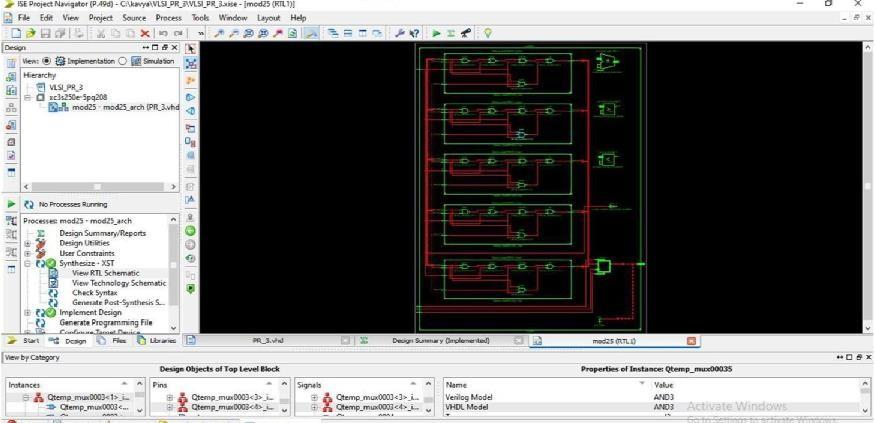 ISE Project Navigator (P.49d) - C:\kavya\VLSI_PR_3\VLSI_PR_3.xise - [mod25 (RTL1)]
File Edit View Project Source Process Tools Window Layout Help
Design
View: Implementation Simulation
Hierarchy
VLSI_PR_3
xc3s250e-5pq208
mod25 - mod25_arch (PR_3.vhd
No Processes Running
Processes: mod25 - mod25_arch
Design Summary/Reports
Design Utilities
User Constraints
Synthesize - XST
View RTL Schematic
View Technology Schematic
Check Syntax
Generate Post-Synthesis S...
Implement Design
Generate Programming File
Configure Target Device
Start Design Files Libraries PR_3.vhd Design Summary (Implemented) mod25 (RTL1)
View by Category
Design Objects of Top Level Block Properties of Instance: Qtemp_mux00035
Instances Pins Signals Name Value
Qtemp_mux0003<1>_i... Qtemp_mux0003<3>_i... Qtemp_mux0003<3>_i... Verilog Model AND3
Qtemp_mux0003<... Qtemp_mux0003<4>_i... Qtemp_mux0003<4>_i... VHDL Model AND3
Activate Windows
Go to Settings to activate Windows.